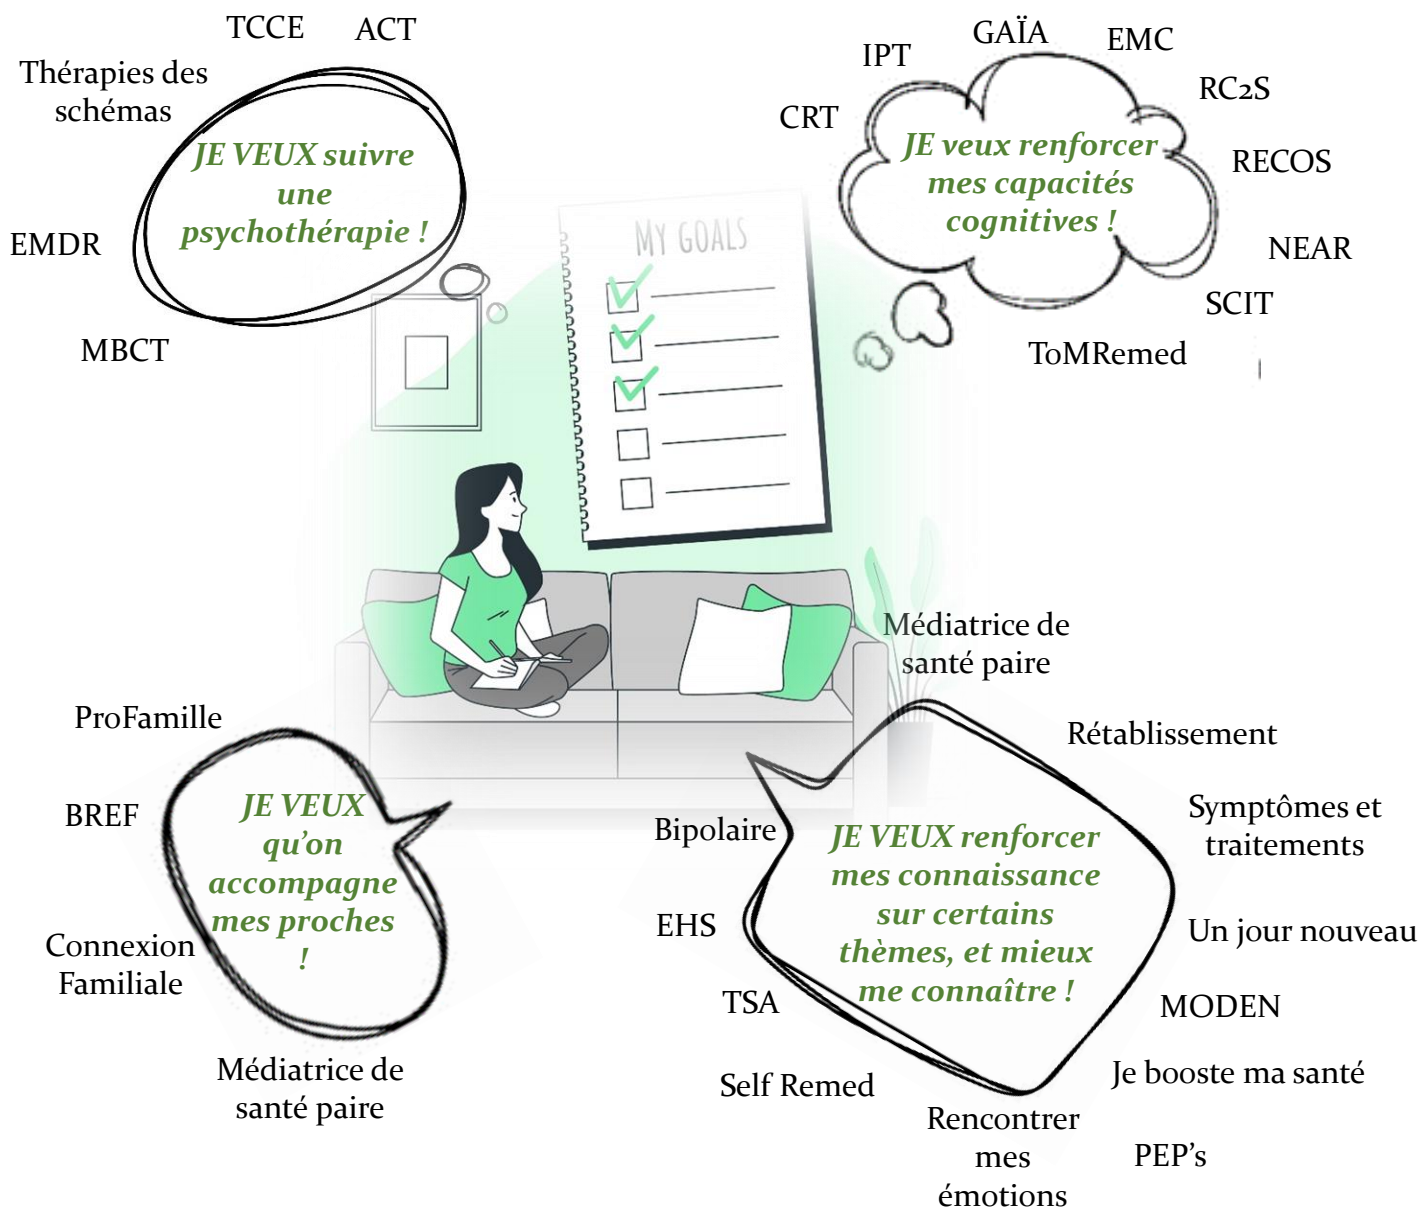 TCCE
ACT
Thérapies des
schémas
JE VEUX suivre
une
psychothérapie !
EMDR
MBCT
GAÏA
EMC
IPT
RC2S
CRT
JE veux renforcer
mes capacités
cognitives !
RECOS
NEAR
SCIT
ToMRemed
MY GOALS
ProFamille
BREF
JE VEUX
qu’on
accompagne
mes proches
!
Connexion
Familiale
Médiatrice de
santé paire
Médiatrice de
santé paire
Rétablissement
Symptômes et
traitements
Bipolaire
JE VEUX renforcer
mes connaissance
sur certains
thèmes, et mieux
me connaître !
EHS
Un jour nouveau
TSA
MODEN
Self Remed
Je booste ma santé
Rencontrer
mes
émotions
PEP’s